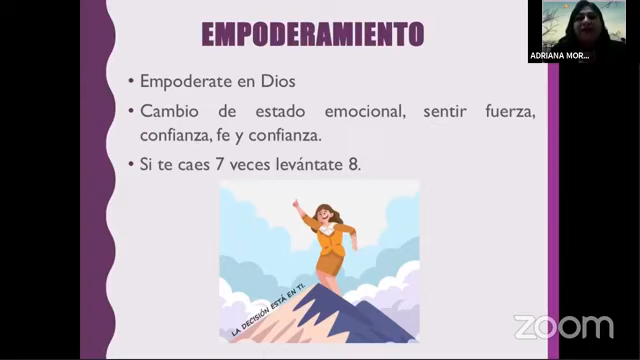 EMPODERAMIENTO
ADRIANA MOR...
• Empoderate en Dios
• Cambio de estado emocional, sentir fuerza,
confianza, fe y confianza.
• Si te caes 7 veces levántate 8.
LA DECISIÓN ESTÁ EN TI.
zoom